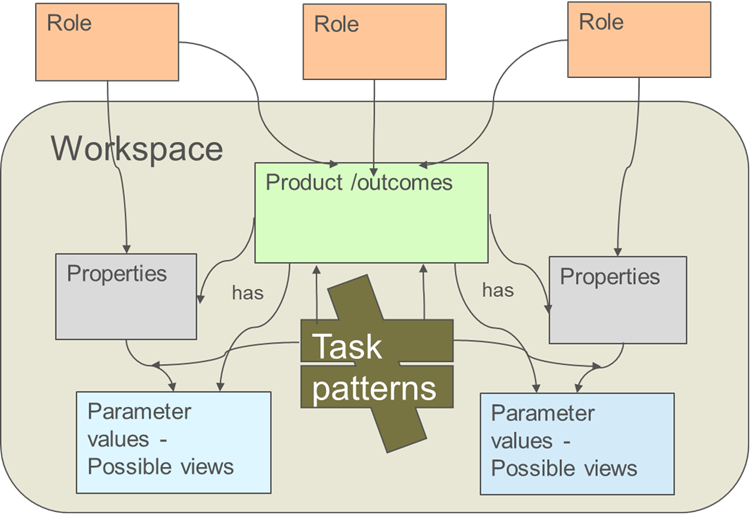 Role
Role
Role
Workspace
Product /outcomes
Properties
has
has
Properties
Task
patterns
Parameter
values -
Possible views
Parameter
values -
Possible views